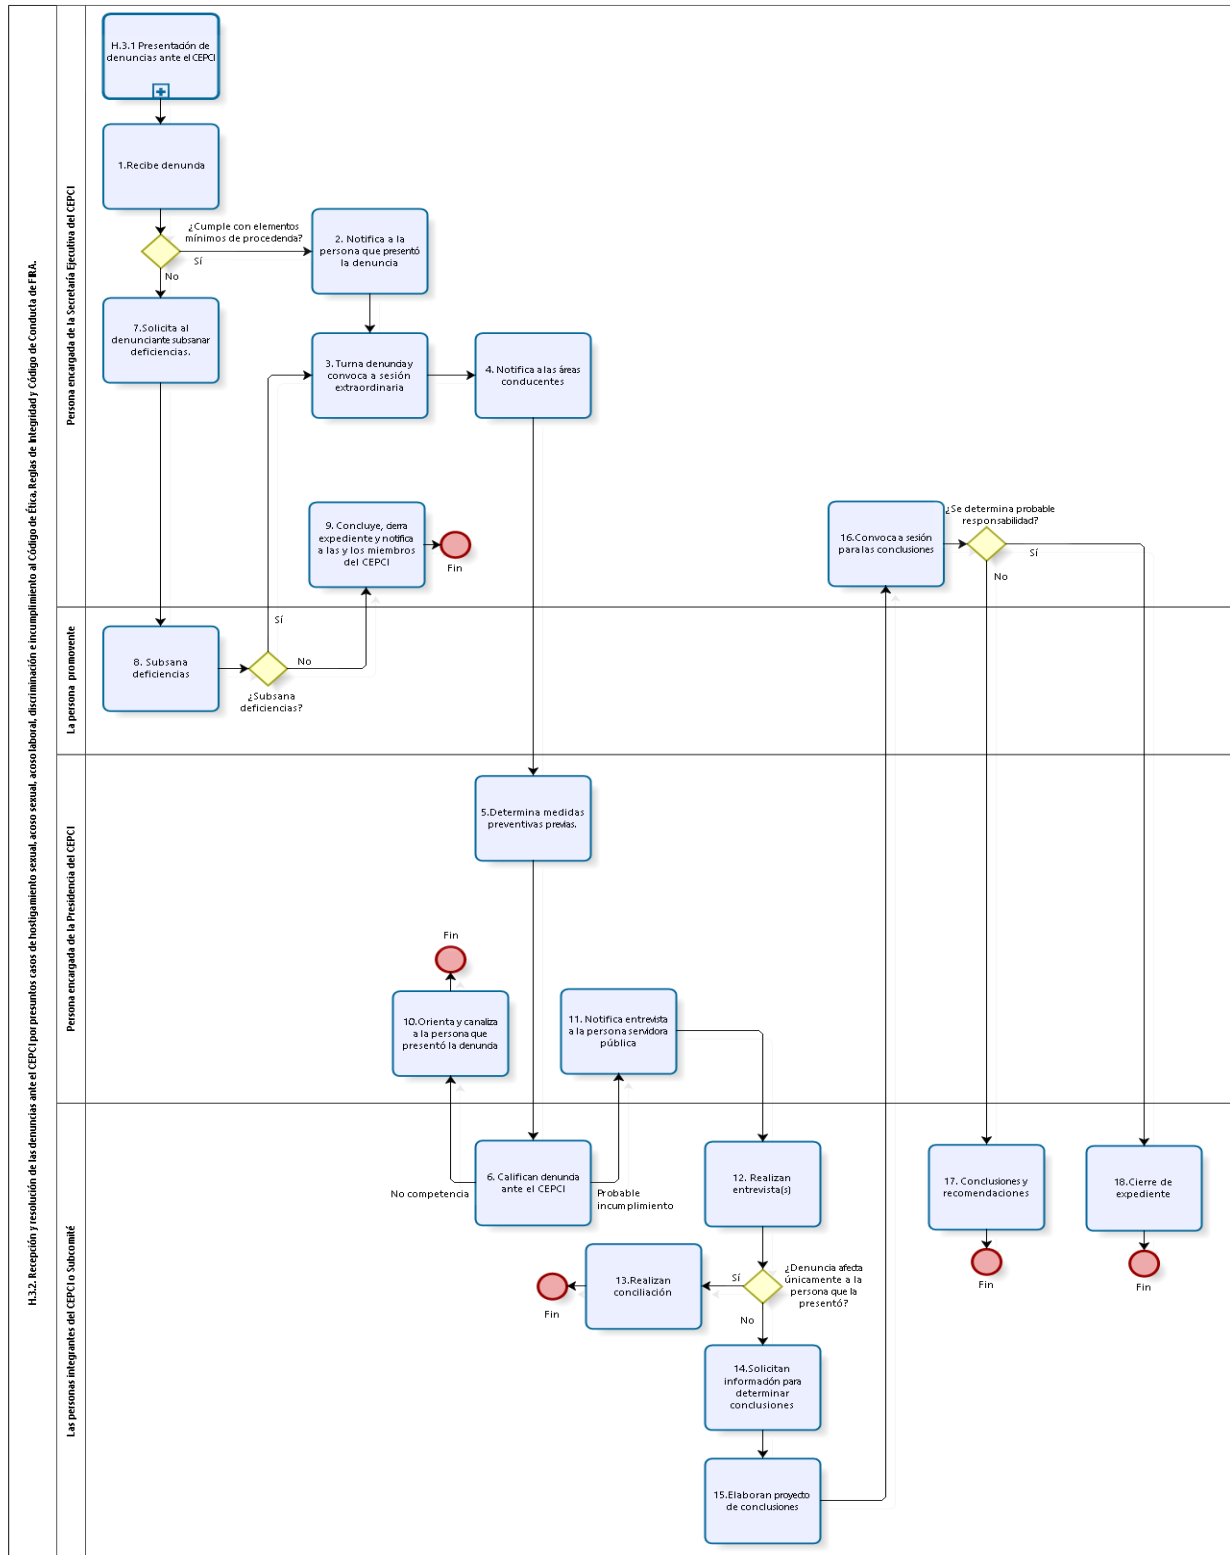 H.3.2. Recepción y resolución de las denuncias ante el CEPCI por presuntos casos de hostigamiento sexual, acoso sexual, acoso laboral, discriminación e incumplimiento al Código de Ética, Reglas de Integridad y Código de Conducta de FIRA.
Persona encargada de la Secretaría Ejecutiva del CEPCI
H.3.1 Presentación de
denuncias ante el CEPCI
1.Recibe denuncia
¿Cumple con elementos
mínimos de procedencia?
Sí
No
2. Notifica a la
persona que presentó
la denuncia
7.Solicita al
denunciante subsanar
deficiencias.
3. Turna denuncia y
convoca a sesión
extraordinaria
4. Notifica a las áreas
conducentes
9. Concluye, cierra
expediente y notifica
a las y los miembros
del CEPCI
Fin
16.Convoca a sesión
para las conclusiones
¿Se determina probable
responsabilidad?
Sí
No
La persona promovente
8. Subsana
deficiencias
Sí
No
¿Subsana
deficiencias?
Persona encargada de la Presidencia del CEPCI
5.Determina medidas
preventivas previas.
Fin
10.Orienta y canaliza
a la persona que
presentó la denuncia
11. Notifica entrevista
a la persona servidora
pública
Las personas integrantes del CEPCI o Subcomité
No competencia
6. Califican denuncia
ante el CEPCI
Probable
incumplimiento
12. Realizan
entrevista(s)
17. Conclusiones y
recomendaciones
18.Cierre de
expediente
Fin
Fin
¿Denuncia afecta
únicamente a la
persona que la
presentó?
Sí
No
13.Realizan
conciliación
Fin
14.Solicitan
información para
determinar
conclusiones
15.Elaboran proyecto
de conclusiones